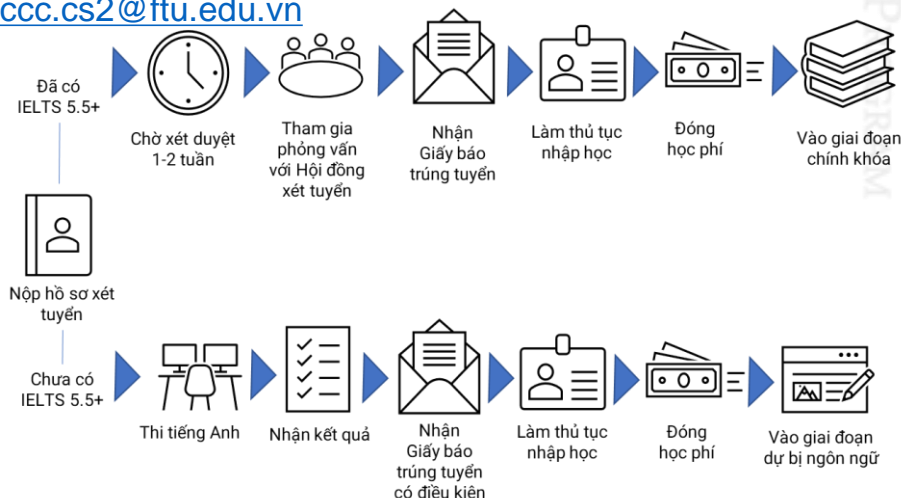 ccc.cs2@ftu.edu.vn
Đã có
IELTS 5.5+
Chờ xét duyệt
1-2 tuần
Tham gia
phỏng vấn
với Hội đồng
xét tuyển
Nhận
Giấy báo
trúng tuyển
Làm thủ tục
nhập học
Đóng
học phí
Vào giai đoạn
chính khóa
Nộp hồ sơ xét
tuyển
Chưa có
IELTS 5.5+
Thi tiếng Anh
Nhận kết quả
Nhận
Giấy báo
trúng tuyển
có điều kiện
Làm thủ tục
nhập học
Đóng
học phí
Vào giai đoạn
dự bị ngôn ngữ